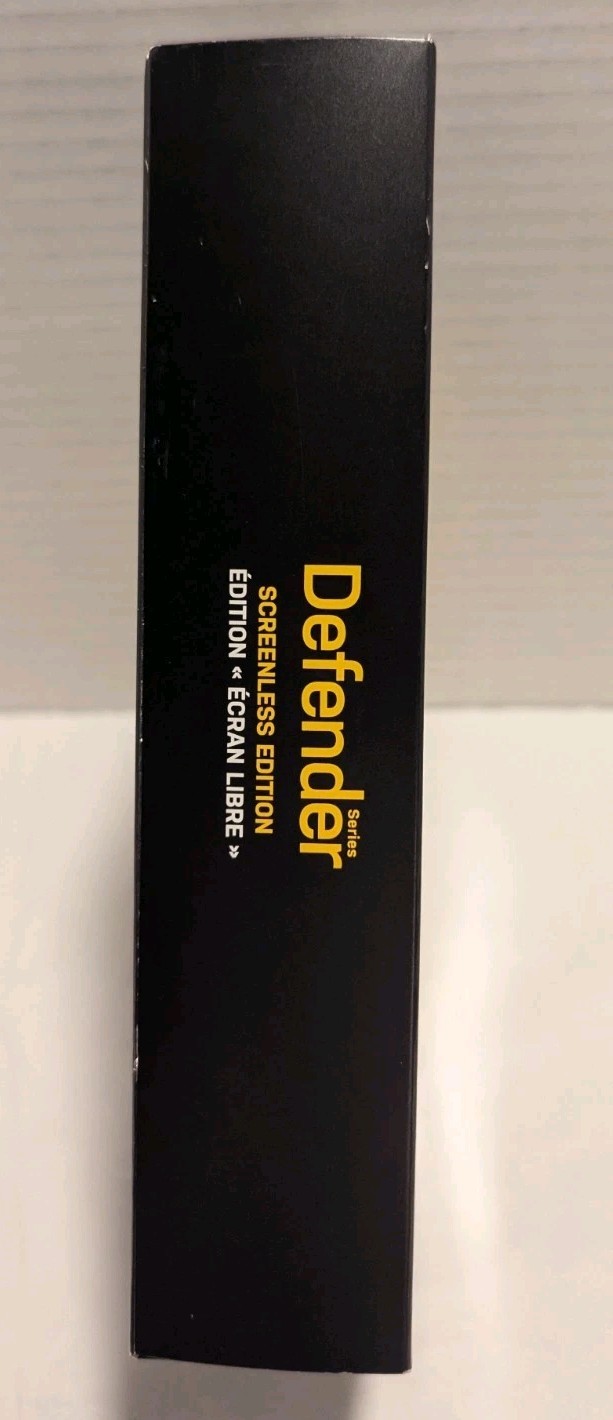 Series
Defender
SCREENLESS EDITION
ÉDITION « ÉCRAN LIBRE »